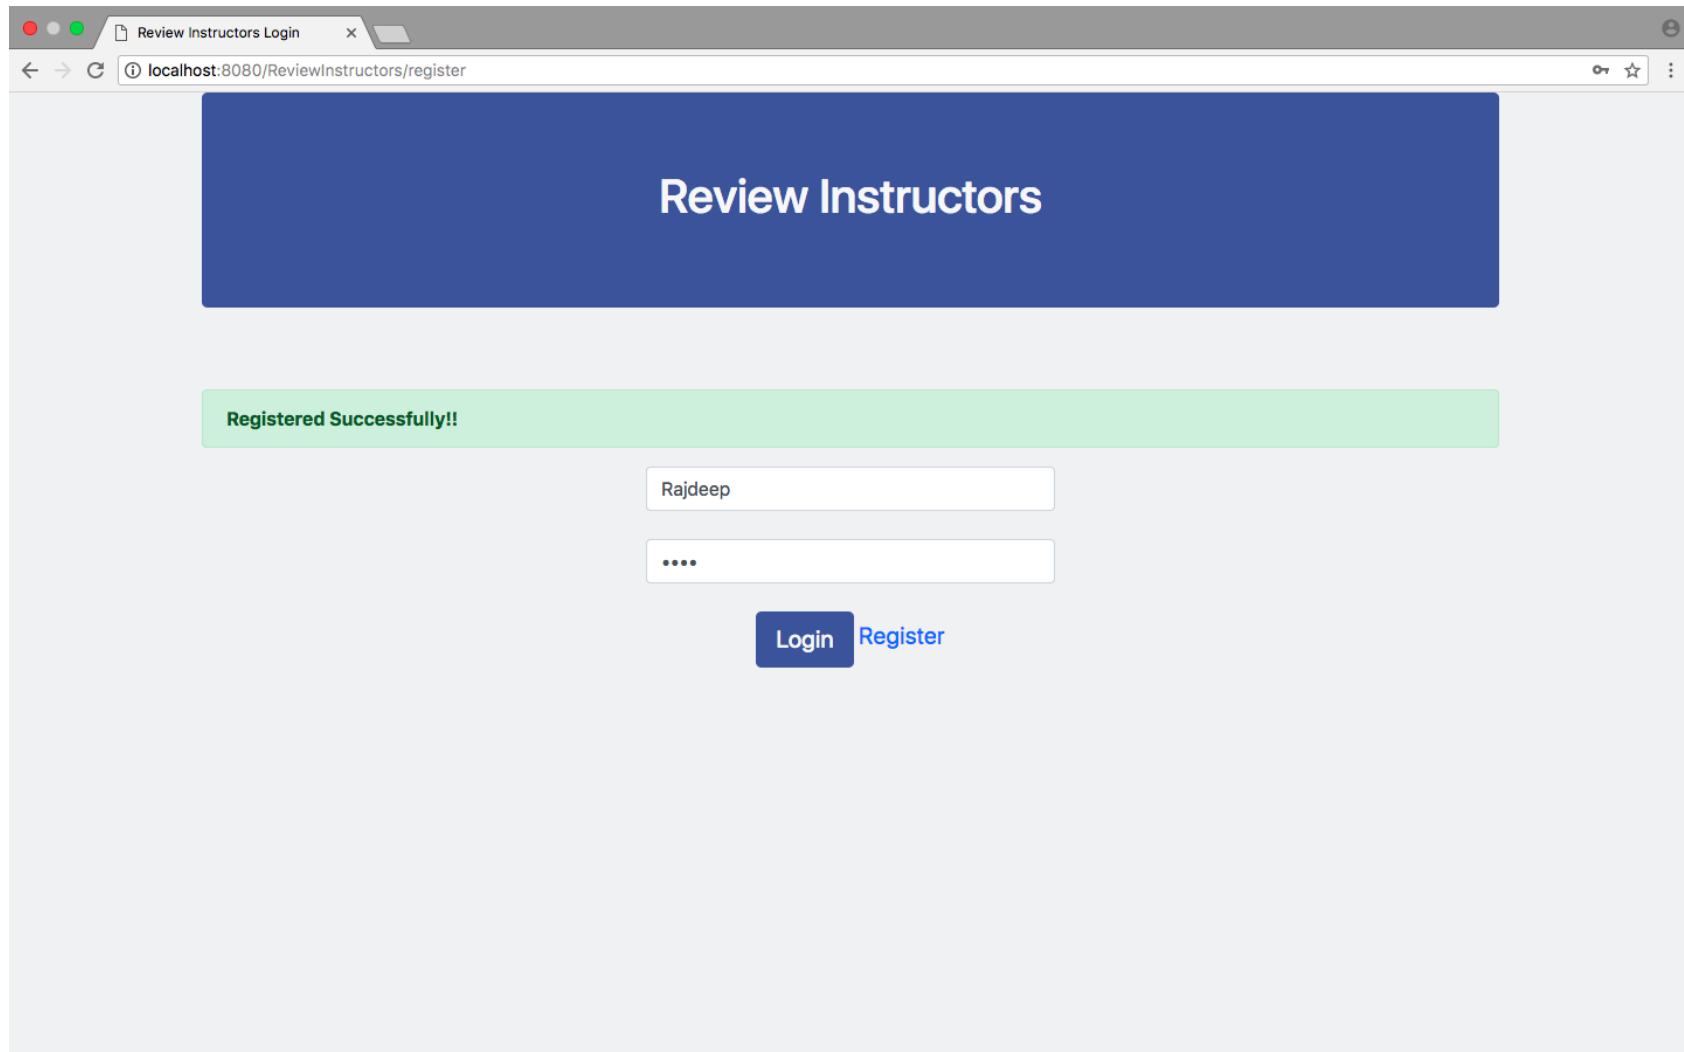 Review Instructors Login
localhost:8080/ReviewInstructors/register
Review Instructors
Registered Successfully!!
Rajdeep
••••
Login Register